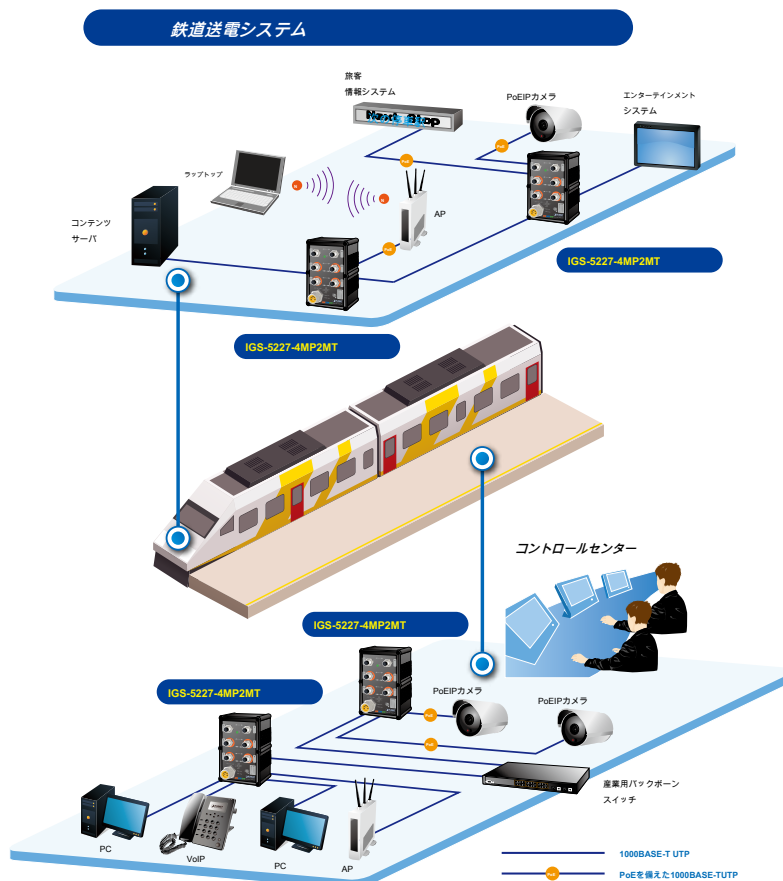 鉄道送電システム
旅客
情報システム
PoEIPカメラ
エンターテインメント
システム
Next Stop
PoE
PoE
ラップトップ
N
N
AP
コンテンツ
サーバ
PoE
IGS-5227-4MP2MT
IGS-5227-4MP2MT
コントロールセンター
IGS-5227-4MP2MT
IGS-5227-4MP2MT
PoEIPカメラ
PoEIPカメラ
PoE
PoE
産業用バックボーン
スイッチ
PC
VoIP
PC
AP
1000BASE-T UTP
PoE
PoEを備えた1000BASE-TUTP